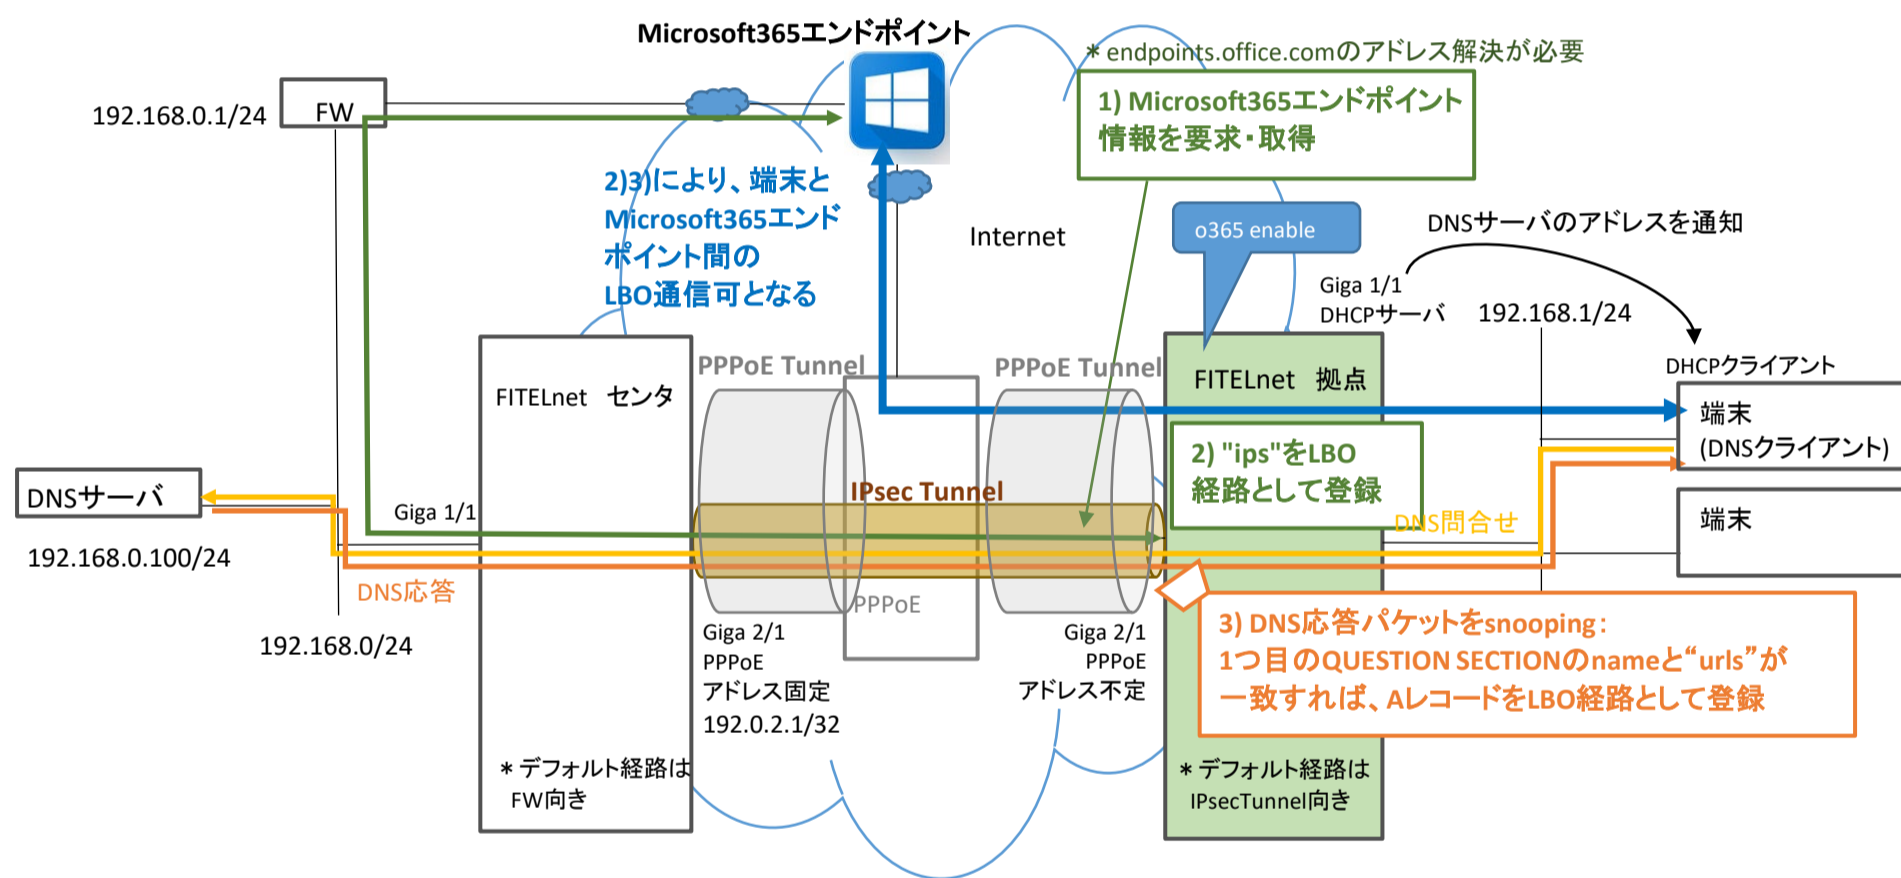 Microsoft365エンドポイント
＊endpoints.office.comのアドレス解決が必要
1) Microsoft365エンドポイント
情報を要求・取得
192.168.0.1/24
FW
2)3)により、端末と
Microsoft365エンド
ポイント間の
LBO通信可となる
Internet
o365 enable
DNSサーバのアドレスを通知
Giga 1/1
DHCPサーバ
192.168.1/24
DHCPクライアント
端末
(DNSクライアント)
端末
PPPoE Tunnel
PPPoE Tunnel
FITELnet　センタ
FITELnet　拠点
2) "ips"をLBO
経路として登録
IPsec Tunnel
DNSサーバ
192.168.0.100/24
Giga 1/1
DNS問合せ
DNS応答
192.168.0/24
PPPoE
Giga 2/1
PPPoE
アドレス固定
192.0.2.1/32
Giga 2/1
PPPoE
アドレス不定
3) DNS応答パケットをsnooping：
1つ目のQUESTION SECTIONのnameと“urls”が
一致すれば、AレコードをLBO経路として登録
＊デフォルト経路は
FW向き
＊デフォルト経路は
IPsecTunnel向き